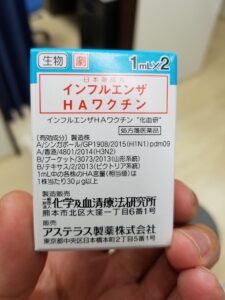 生物 劇 1mL×2
日本薬局方
インフルエンザ
HAワクチン
インフルエンザHAワクチン “化血研”
[有効成分] 製造株 処方箋医薬品
A/シンガポール/GP1908/2015(H1N1)pdm09
A/香港/4801/2014(H3N2)
B/プーケット/3073/2013(山形系統)
B/テキサス/2/2013(ビクトリア系統)
1mL中の各株のHA含量(相当値)は
1株当たり30μg以上
製造販売
化学及血清療法研究所
熊本市北区大窪一丁目6番1号
販売
アステラス製薬株式会社
東京都中央区日本橋本町2丁目5番1号